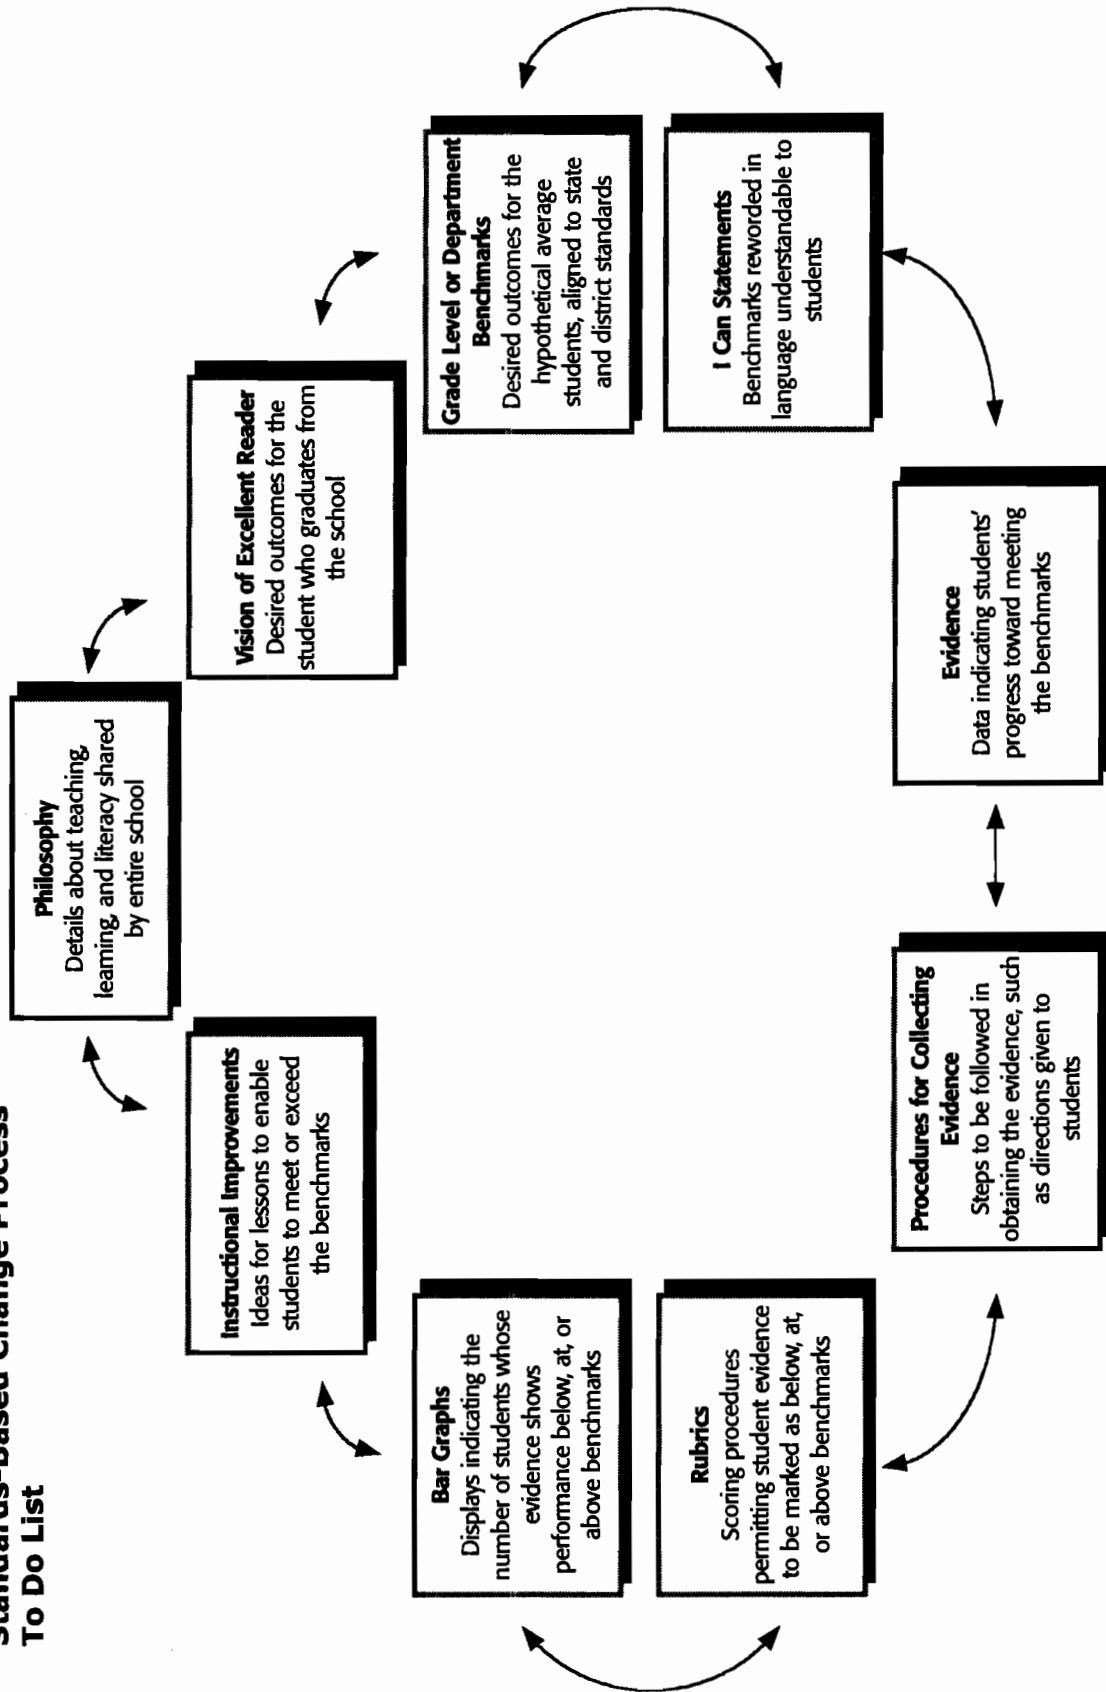 Standards-Based Change Process
To Do List
Philosophy
Details about teaching,
learning, and literacy shared
by entire school
Vision of Excellent Reader
Desired outcomes for the
student who graduates from
the school
Grade Level or Department
Benchmarks
Desired outcomes for the
hypothetical average
students, aligned to state
and district standards
I Can Statements
Benchmarks reworded in
language understandable to
students
Evidence
Data indicating students'
progress toward meeting
the benchmarks
Procedures for Collecting
Evidence
Steps to be followed in
obtaining the evidence, such
as directions given to
students
Rubrics
Scoring procedures
permitting student evidence
to be marked as below, at,
or above benchmarks
Bar Graphs
Displays indicating the
number of students whose
evidence shows
performance below, at, or
above benchmarks
Instructional Improvements
Ideas for lessons to enable
students to meet or exceed
the benchmarks